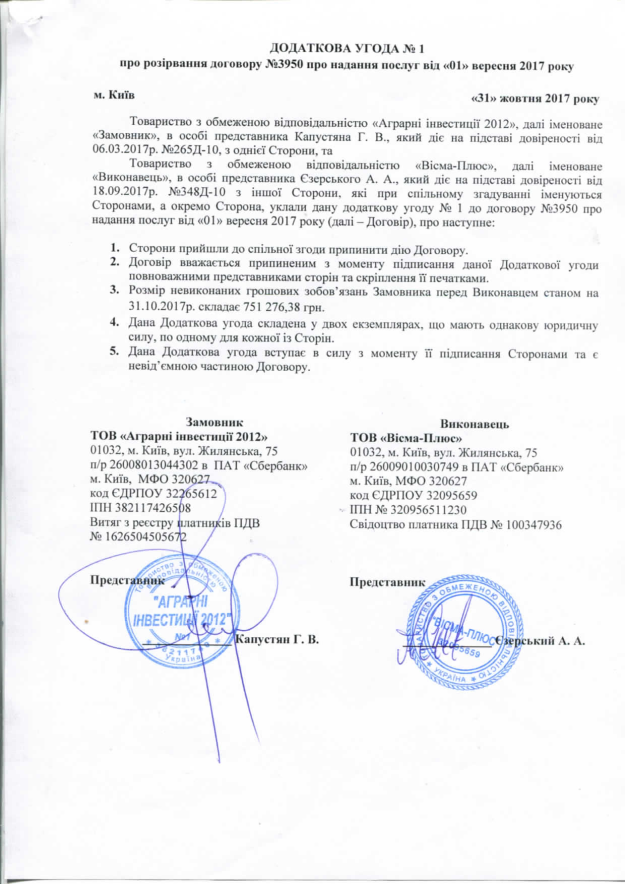 ДОДАТКОВА УГОДА № 1
про розірвання договору №3950 про надання послуг від «01» вересня 2017 року
м. Київ
«31» жовтня 2017 року
Товариство з обмеженою відповідальністю «Аграрні інвестиції 2012», далі іменоване
«Замовник», в особі представника Капустяна Г. В., який діє на підставі довіреності від
06.03.2017р. №265Д-10, з однієї Сторони, та
Товариство з обмеженою відповідальністю «Вісма-Плюс», далі іменоване
«Виконавець», в особі представника Єзерського А. А., який діє на підставі довіреності від
18.09.2017р. №348Д-10 з іншої Сторони, які при спільному згадуванні іменуються
Сторонами, а окремо Сторона, уклали дану додаткову угоду № 1 до договору №3950 про
надання послуг від «01» вересня 2017 року (далі – Договір), про наступне:
1. Сторони прийшли до спільної згоди припинити дію Договору.
2. Договір вважається припиненим з моменту підписання даної Додаткової угоди
повноважними представниками сторін та скріплення її печатками.
3. Розмір невиконаних грошових зобов’язань Замовника перед Виконавцем станом на
31.10.2017р. складає 751 276,38 грн.
4. Дана Додаткова угода складена у двох екземплярах, що мають однакову юридичну
силу, по одному для кожної із Сторін.
5. Дана Додаткова угода вступає в силу з моменту її підписання Сторонами та є
невід’ємною частиною Договору.
Замовник
ТОВ «Аграрні інвестиції 2012»
01032, м. Київ, вул. Жилянська, 75
п/р 26008013044302 в ПАТ «Сбербанк»
м. Київ, МФО 320627
код ЄДРПОУ 32265612
ІПН 382117426508
Витяг з реєстру платників ПДВ
№ 1626504505672
Представник
Товариство з обмеженою відповідальністю
"АГРАРНІ
ІНВЕСТИЦІЇ 2012"
№1
Україна
Капустян Г. В.
Виконавець
ТОВ «Вісма-Плюс»
01032, м. Київ, вул. Жилянська, 75
п/р 26009010030749 в ПАТ «Сбербанк»
м. Київ, МФО 320627
код ЄДРПОУ 32095659
ІПН № 320956511230
Свідоцтво платника ПДВ № 100347936
Представник
ТОВАРИСТВО З ОБМЕЖЕНОЮ ВІДПОВІДАЛЬНІСТЮ
"ВІСМА-ПЛЮС"
32095659
УКРАЇНА
Єзерський А. А.